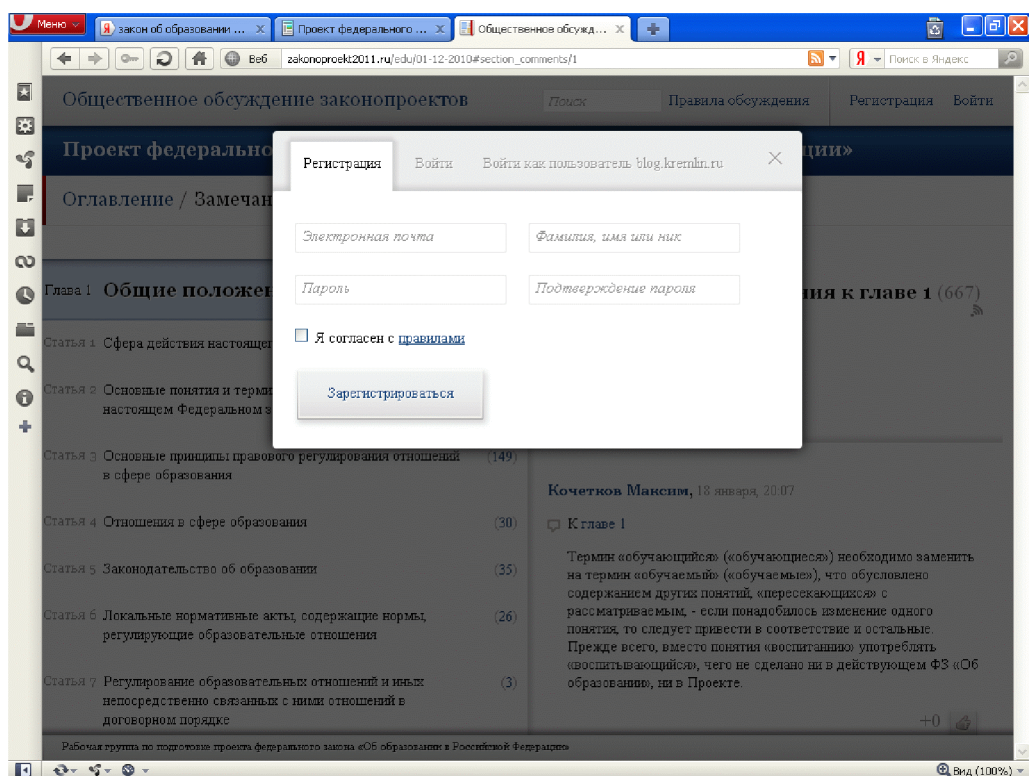 Меню
закон об образовании ...
Проект федерального ...
Общественное обсужд...
Веб
zakonoproekt2011.ru/edu/01-12-2010#section_comments/1
Поиск в Яндекс
Общественное обсуждение законопроектов
Поиск
Правила обсуждения
Регистрация
Войти
Проект федерально
ции»
Регистрация
Войти
Войти как пользователь blog.kremlin.ru
Оглавление / Замечан
Электронная почта
Фамилия, имя или ник
Пароль
Подтверждение пароля
Я согласен с правилами
Зарегистрироваться
Глава 1 Общие положен
ия к главе 1 (667)
Статья 1 Сфера действия настоящег
Статья 2 Основные понятия и терми
настоящем Федеральном з
Статья 3 Основные принципы правового регулирования отношений
в сфере образования
(149)
Статья 4 Отношения в сфере образования
(30)
Статья 5 Законодательство об образовании
(35)
Статья 6 Локальные нормативные акты, содержащие нормы,
регулирующие образовательные отношения
(26)
Статья 7 Регулирование образовательных отношений и иных
непосредственно связанных с ними отношений в
договорном порядке
(3)
Кочетков Максим, 18 января, 20:07
К главе 1
Термин «обучающийся» («обучающиеся») необходимо заменить
на термин «обучаемый» («обучаемые»), что обусловлено
содержанием других понятий, «пересекающихся» с
рассматриваемым, - если понадобилось изменение одного
понятия, то следует привести в соответствие и остальные.
Прежде всего, вместо понятия «воспитанию» употреблять
«воспитывающийся», чего не сделано ни в действующем ФЗ «Об
образовании», ни в Проекте.
+0
Рабочая группа по подготовке проекта федерального закона «Об образовании в Российской Федерации»
Вид (100%)